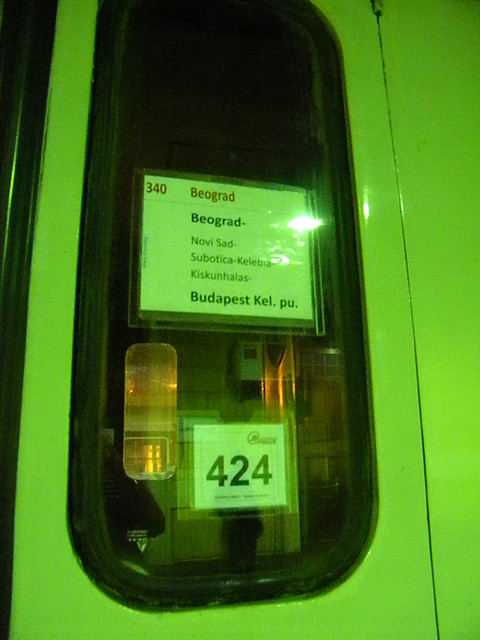 340 Beograd
Beograd-
Novi Sad-
Subotica-Kelebia-
Kiskunhalas-
Budapest Kel. pu.
424